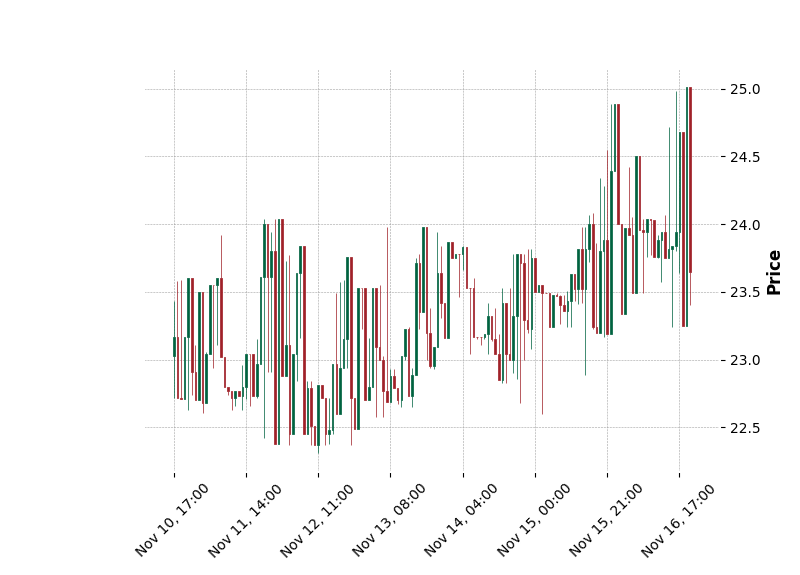 25.0
24.5
24.0
23.5
23.0
22.5
Price
Nov 10, 17:00
Nov 11, 14:00
Nov 12, 11:00
Nov 13, 08:00
Nov 14, 04:00
Nov 15, 00:00
Nov 15, 21:00
Nov 16, 17:00